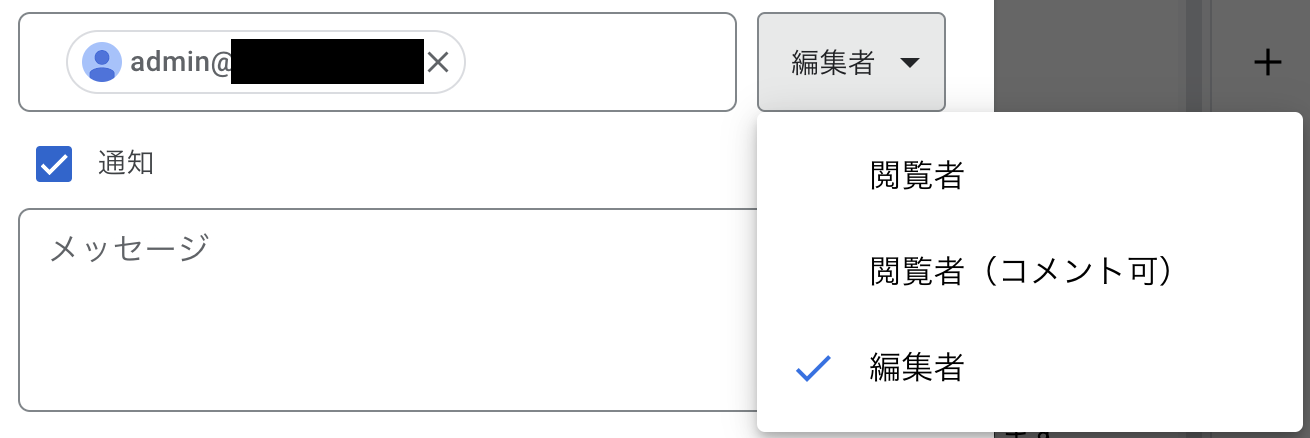 admin@
編集者
通知
メッセージ
閲覧者
閲覧者（コメント可）
編集者